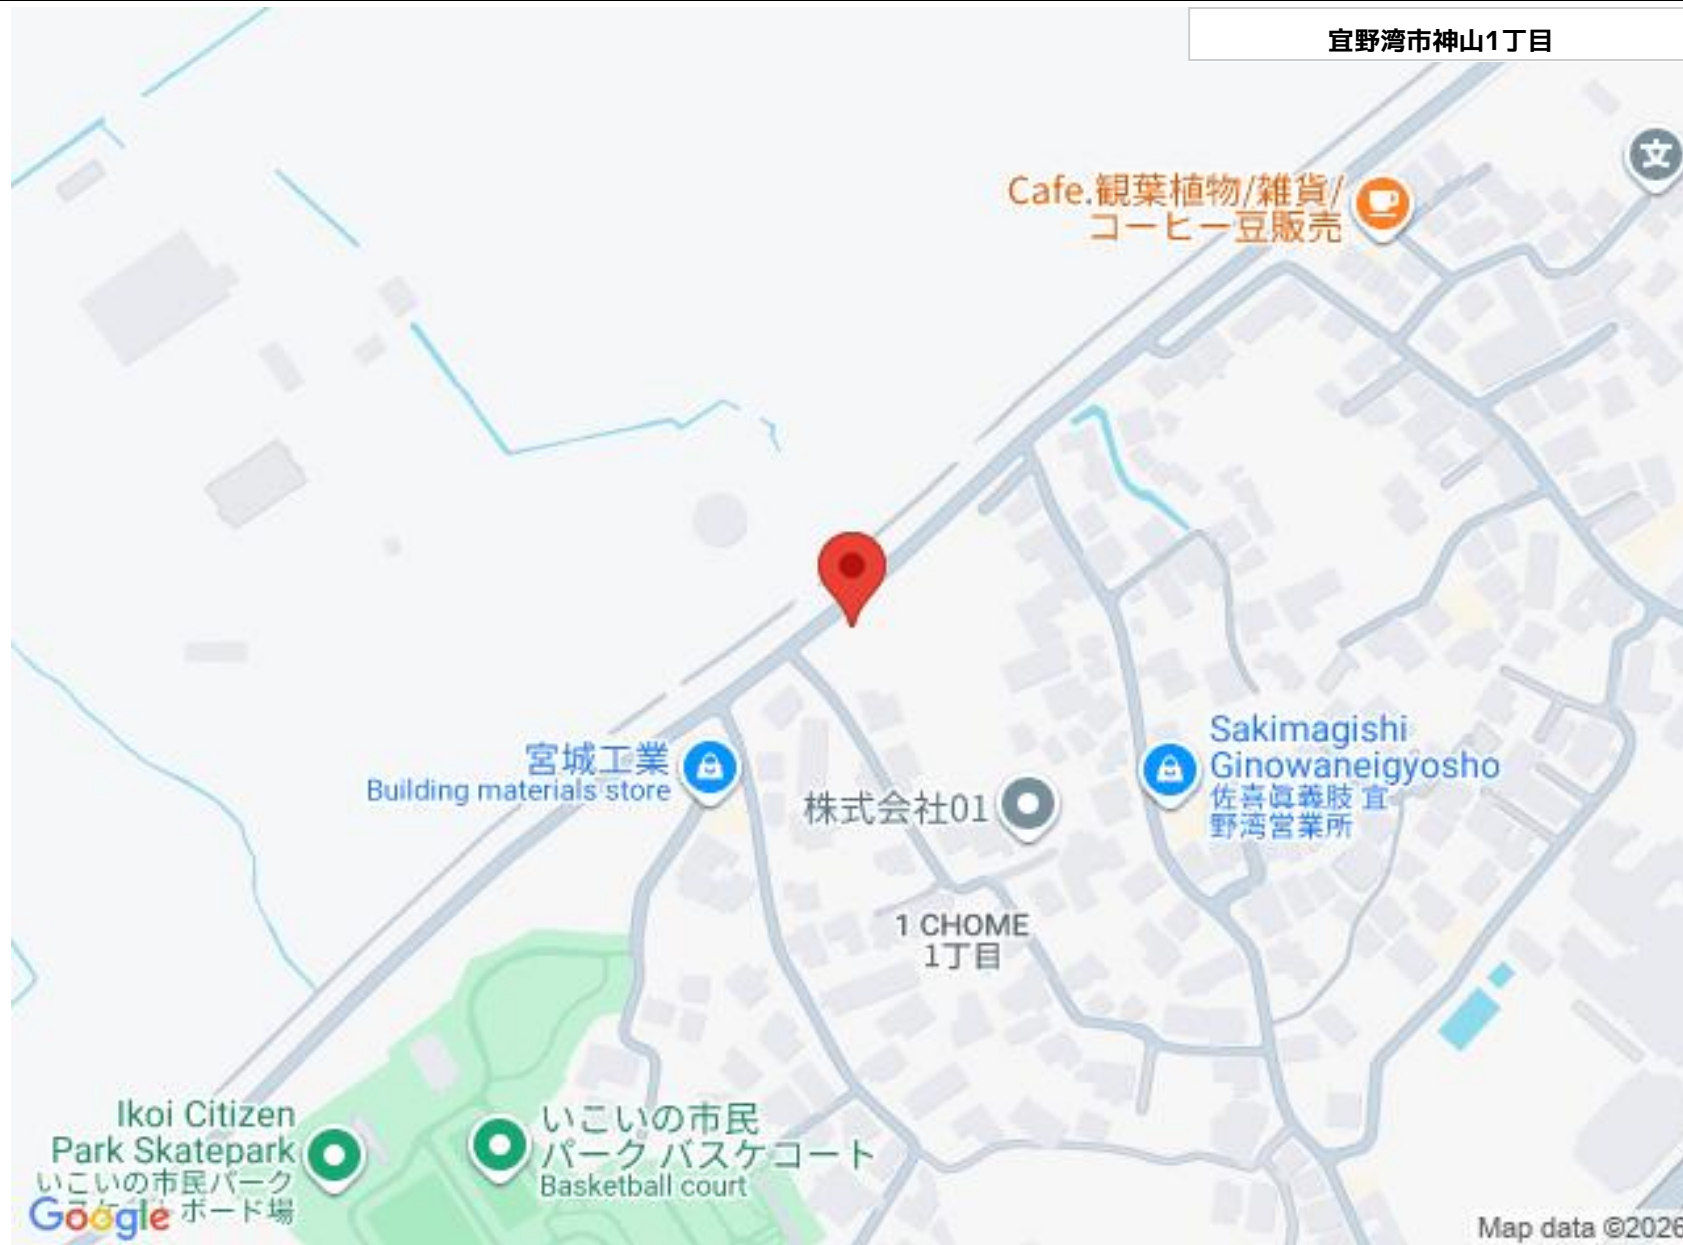 宜野湾市神山1丁目
Cafe.観葉植物/雑貨/
コーヒー豆販売
文
宮城工業
Building materials store
株式会社01
Sakimagishi
Ginowaneigyosho
佐喜眞義肢 宜
野湾営業所
1 CHOME
1丁目
Ikoi Citizen
Park Skatepark
いこいの市民パーク
ボード場
いこいの市民
パーク バスケコート
Basketball court
Google
Map data ©2026